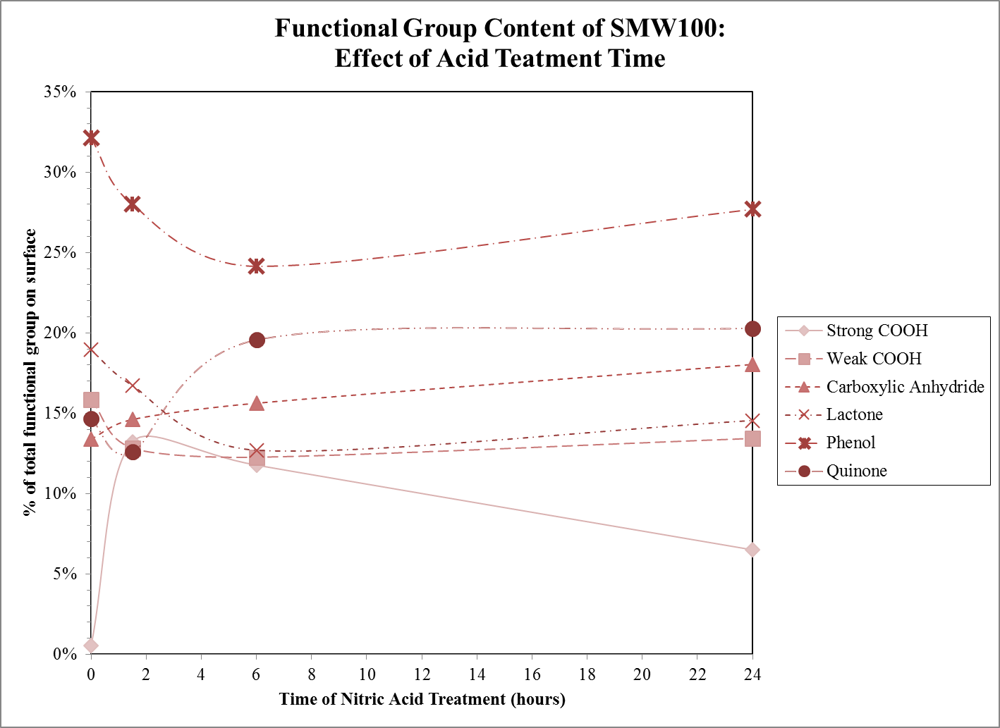 Functional Group Content of SMW100:
Effect of Acid Teatment Time
35%
30%
25%
20%
15%
10%
5%
0%
% of total functional group on surface
0 2 4 6 8 10 12 14 16 18 20 22 24
Time of Nitric Acid Treatment (hours)
Strong COOH
Weak COOH
Carboxylic Anhydride
Lactone
Phenol
Quinone